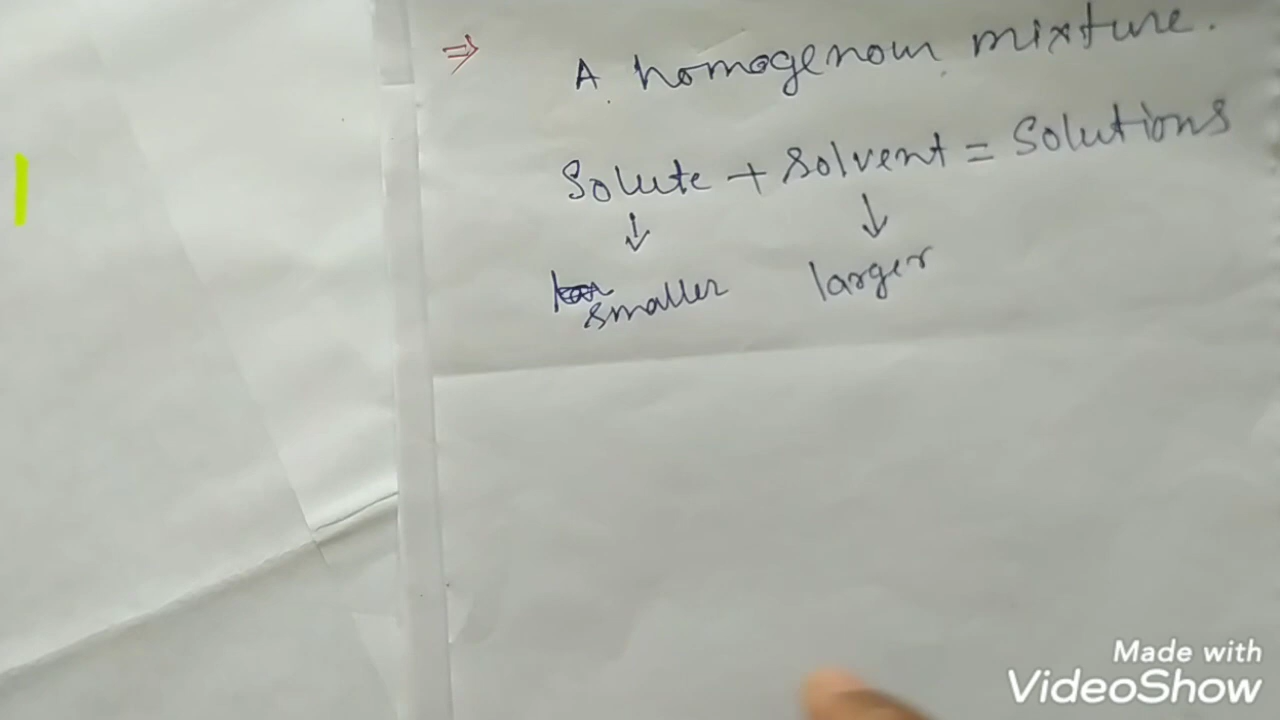 ⇒ A homogenous mixture.
Solute + Solvent = Solutions
↓ ↓
smaller larger
Made with
VideoShow